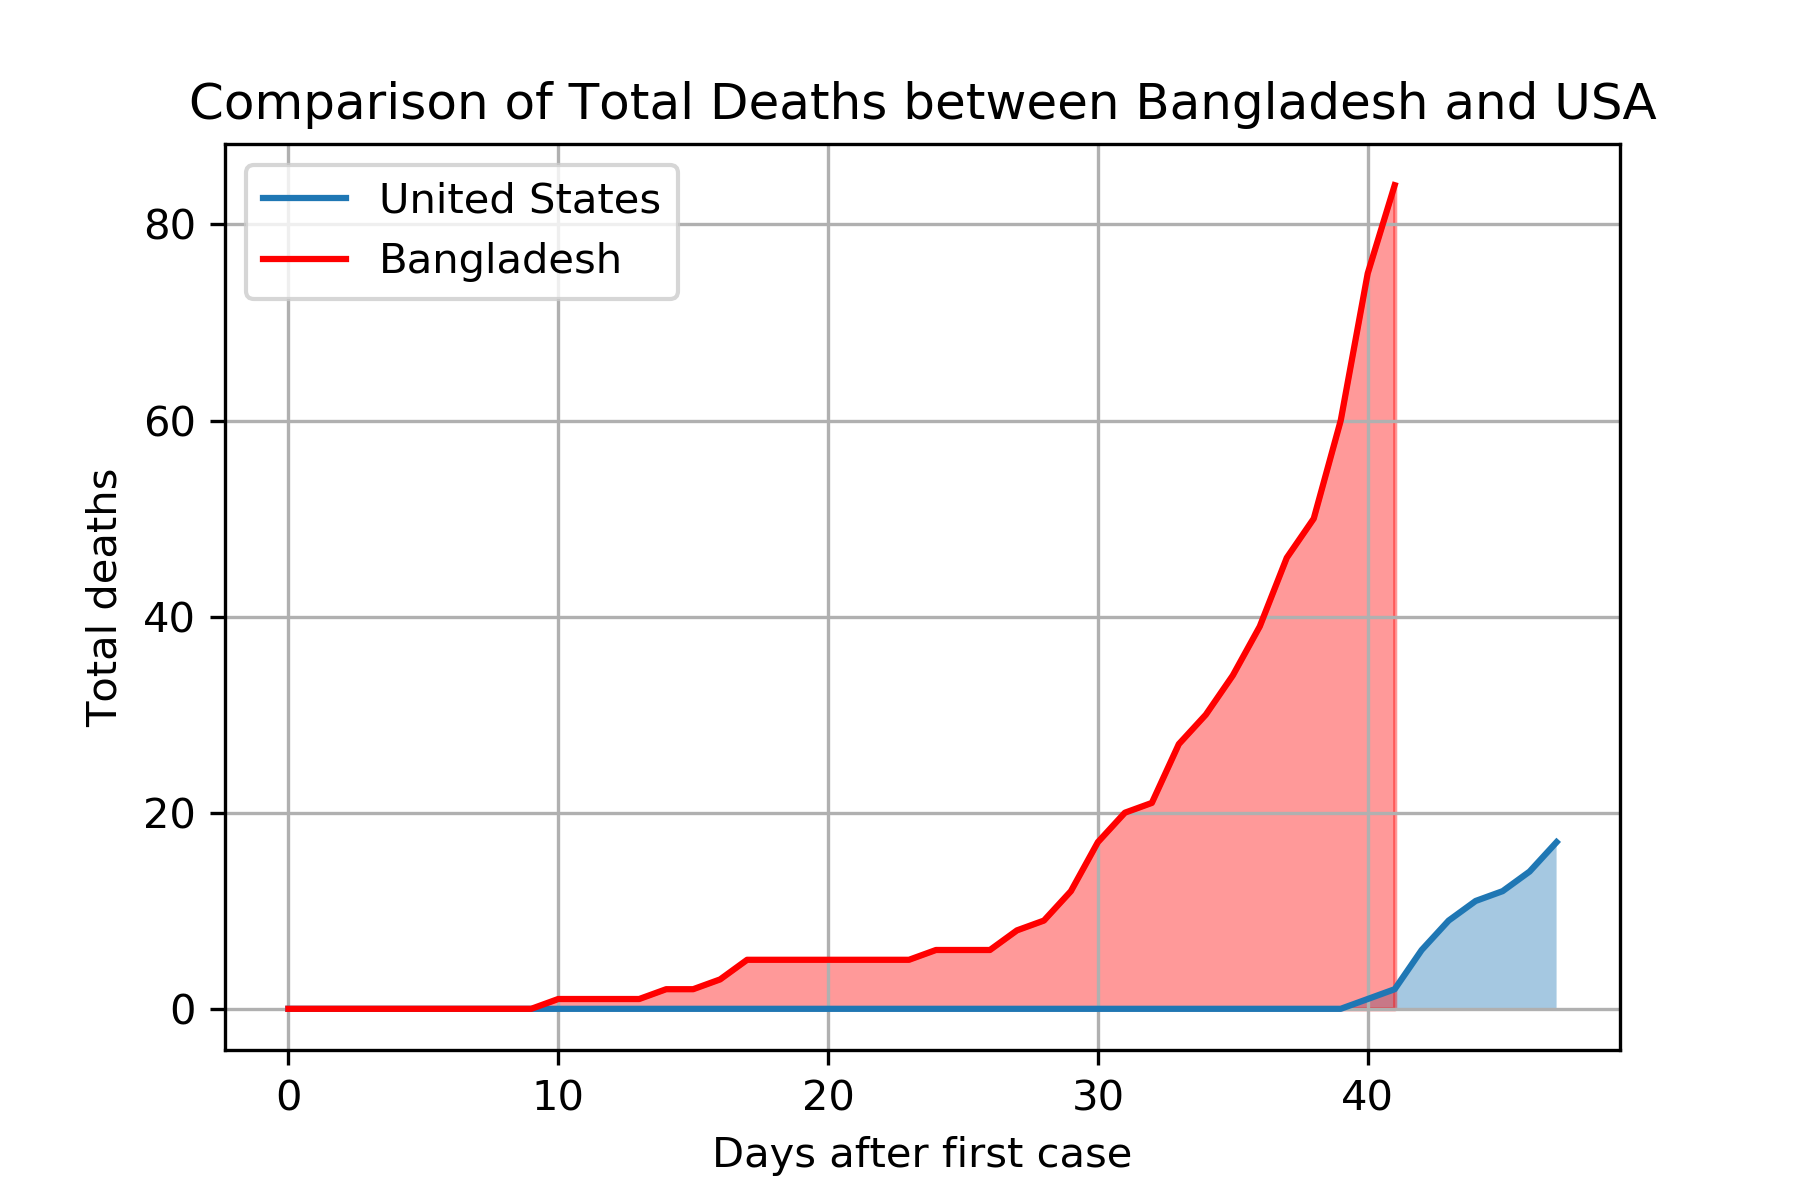 Comparison of Total Deaths between Bangladesh and USA
United States
Bangladesh
80
60
40
20
0
Total deaths
0 10 20 30 40
Days after first case